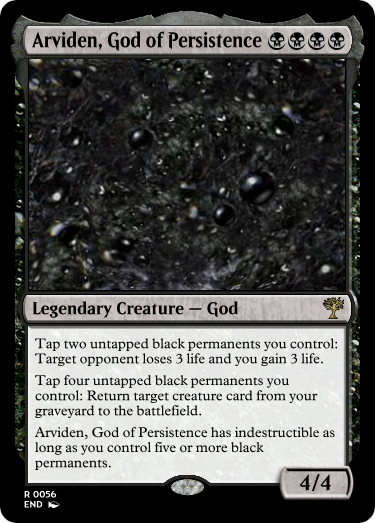 Arviden, God of Persistence
Legendary Creature — God
Tap two untapped black permanents you control:
Target opponent loses 3 life and you gain 3 life.
Tap four untapped black permanents you
control: Return target creature card from your
graveyard to the battlefield.
Arviden, God of Persistence has indestructible as
long as you control five or more black
permanents.
4/4
R 0056
END